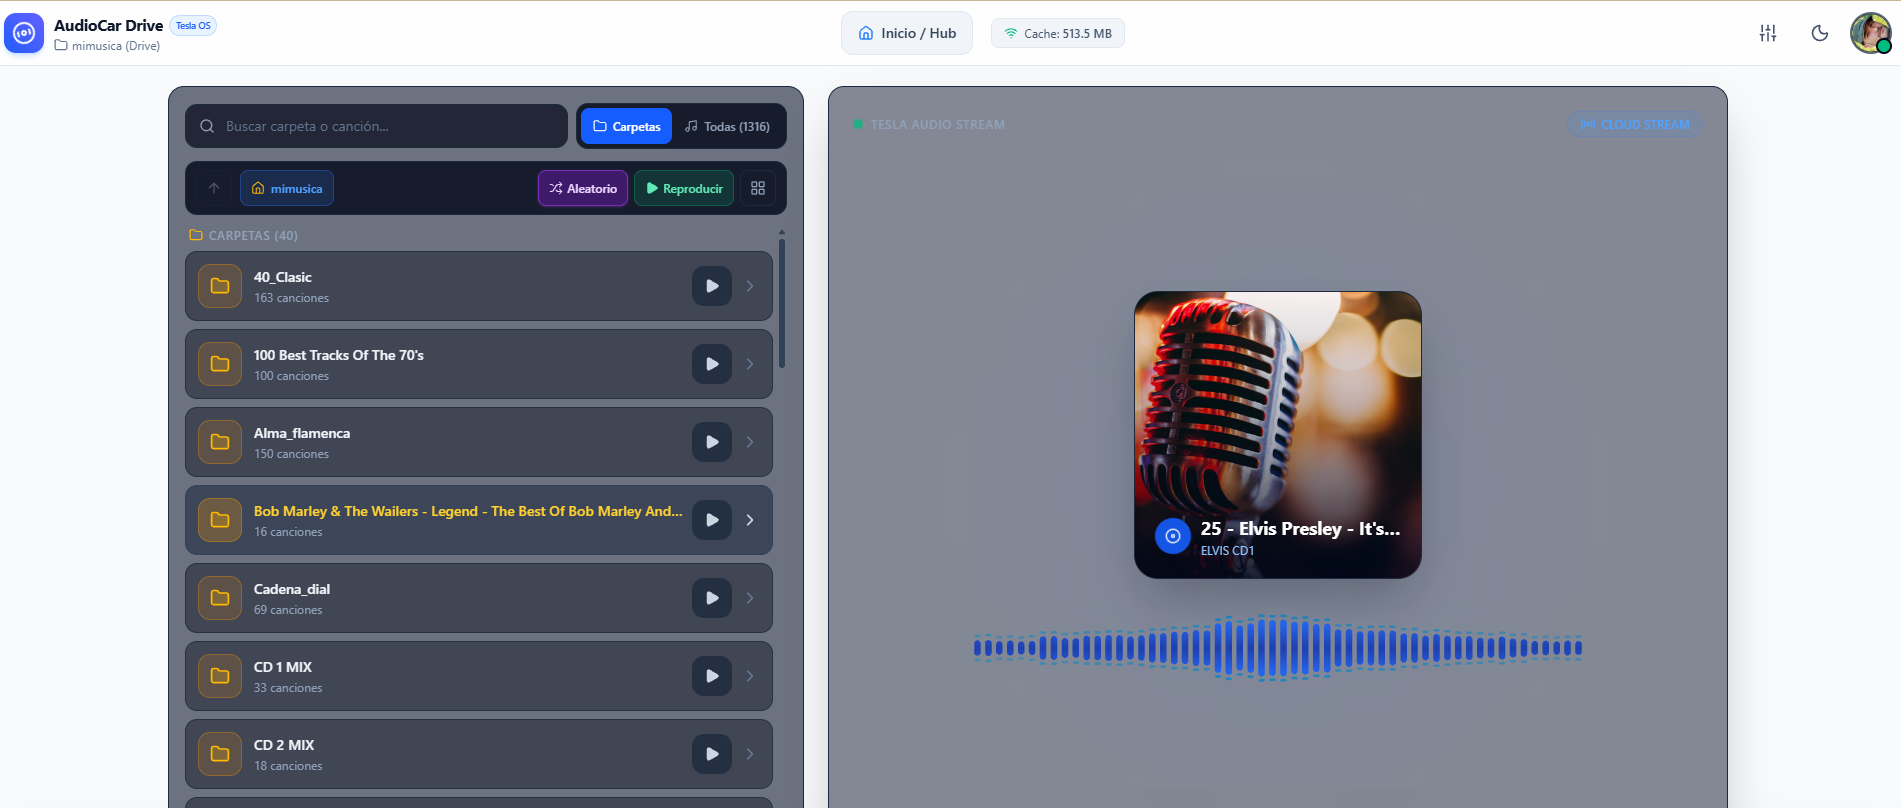 AudioCar Drive Tesla OS
mimusica (Drive)
Inicio / Hub
Cache: 513.5 MB
Buscar carpeta o canción...
Carpetas
Todas (1316)
mimusica
Aleatorio
Reproducir
CARPETAS (40)
40_Clasic
163 canciones
100 Best Tracks Of The 70's
100 canciones
Alma_flamenca
150 canciones
Bob Marley & The Wailers - Legend - The Best Of Bob Marley And...
16 canciones
Cadena_dial
69 canciones
CD 1 MIX
33 canciones
CD 2 MIX
18 canciones
TESLA AUDIO STREAM
CLOUD STREAM
25 - Elvis Presley - It's...
ELVIS CD1